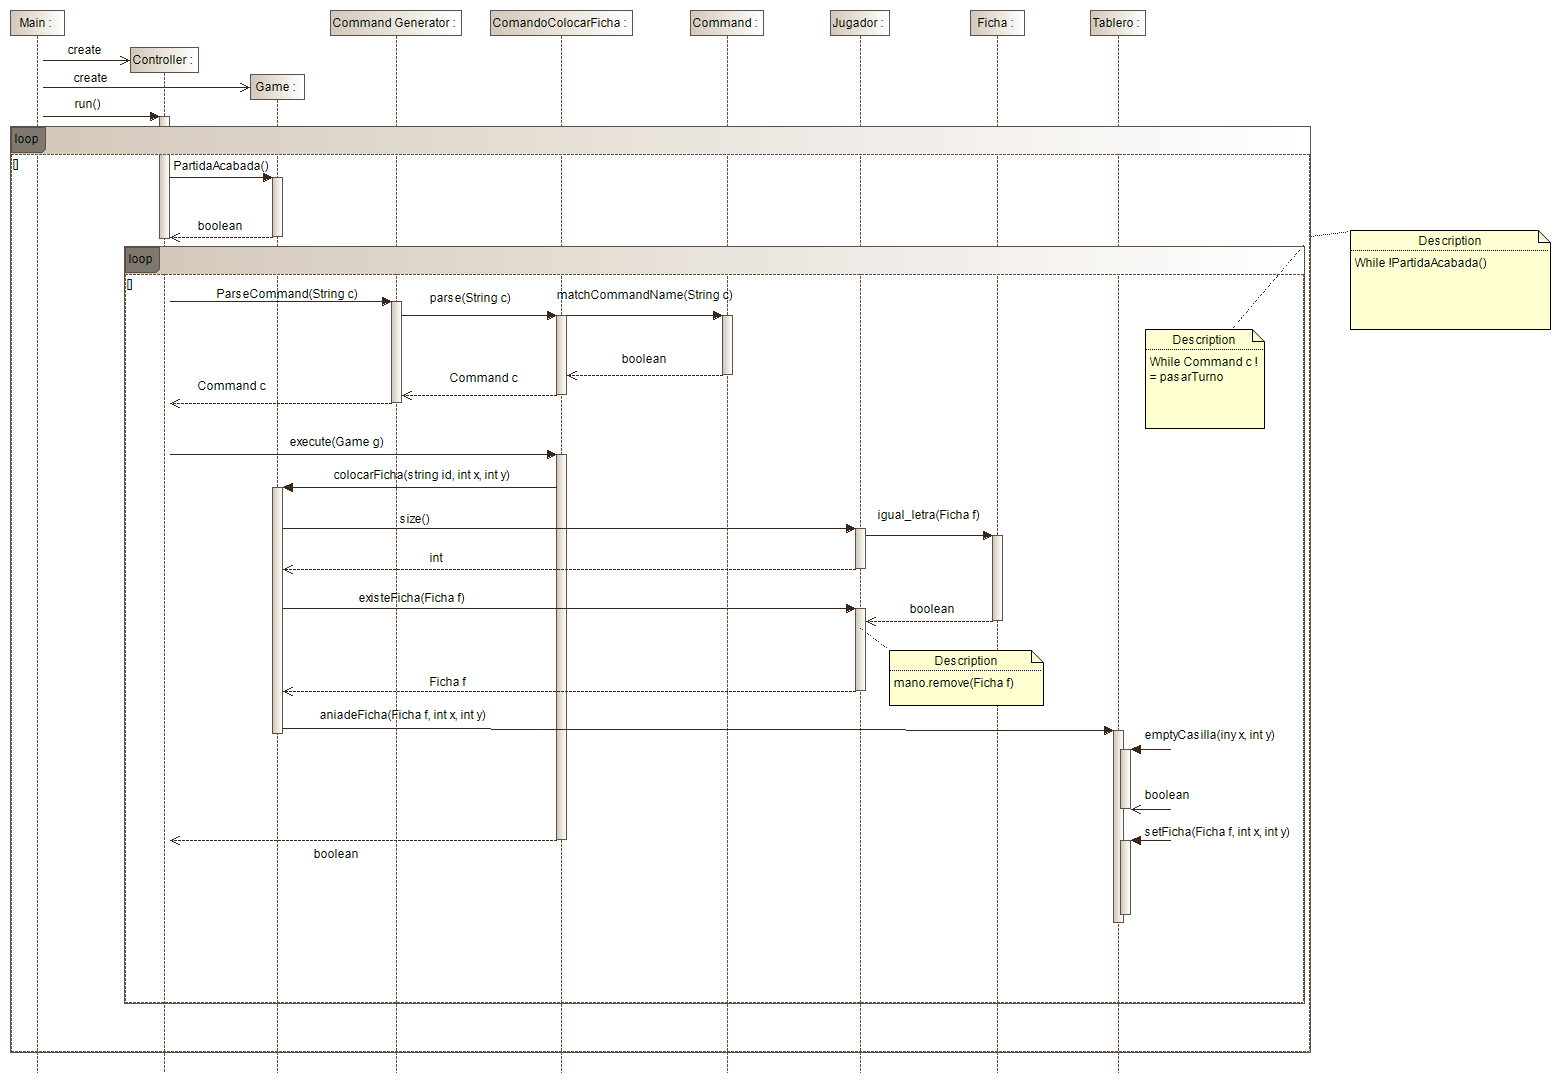 Main :
Command Generator :
ComandoColocarFicha :
Command :
Jugador :
Ficha :
Tablero :
create
Controller :
create
Game :
run()
loop
[]
PartidaAcabada()
boolean
Description
While !PartidaAcabada()
loop
[]
ParseCommand(String c)
parse(String c)
matchCommandName(String c)
Description
While Command c !
= pasarTurno
boolean
Command c
Command c
execute(Game g)
colocarFicha(string id, int x, int y)
size()
igual_letra(Ficha f)
int
existeFicha(Ficha f)
boolean
Description
mano.remove(Ficha f)
Ficha f
aniadeFicha(Ficha f, int x, int y)
emptyCasilla(iny x, int y)
boolean
setFicha(Ficha f, int x, int y)
boolean